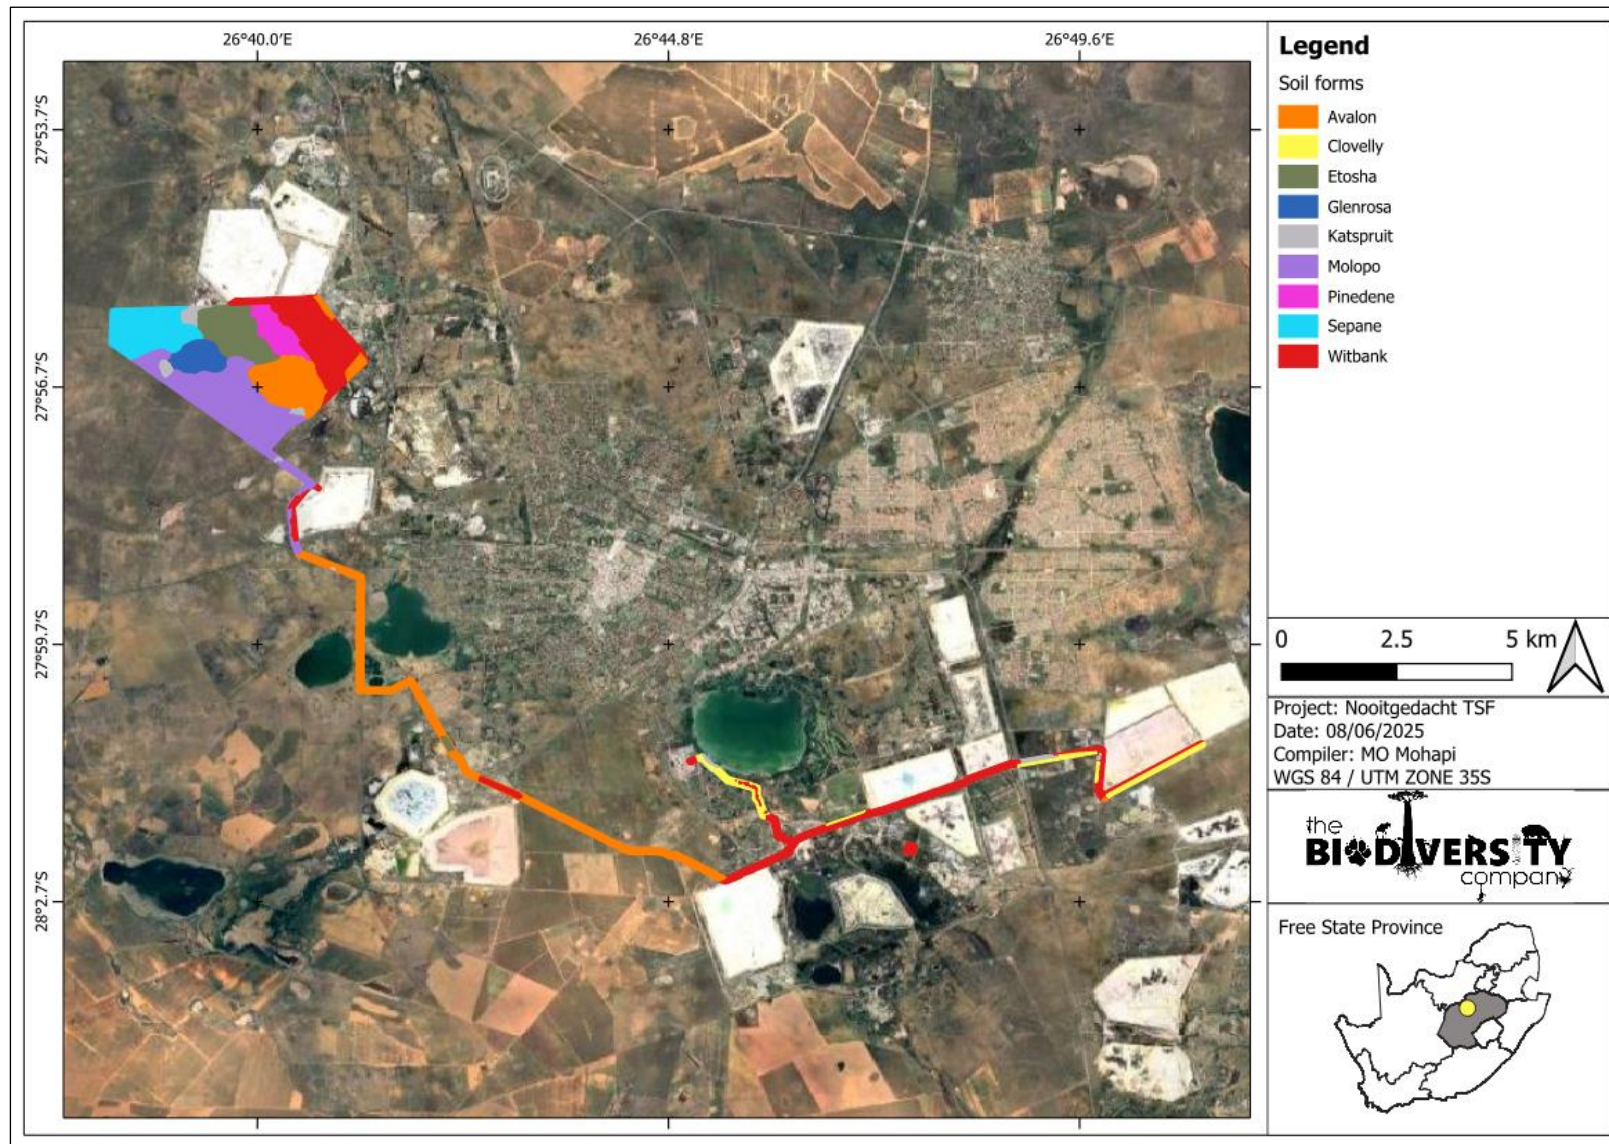 26°40.0'E 26°44.8'E 26°49.6'E
27°53.7'S
27°56.7'S
27°59.7'S
28°2.7'S
Legend
Soil forms
Avalon
Clovelly
Etosha
Glenrosa
Katspruit
Molopo
Pinedene
Sepane
Witbank
0 2.5 5 km
Project: Nooitgedacht TSF
Date: 08/06/2025
Compiler: MO Mohapi
WGS 84 / UTM ZONE 35S
the
BIODIVERSITY
company
Free State Province